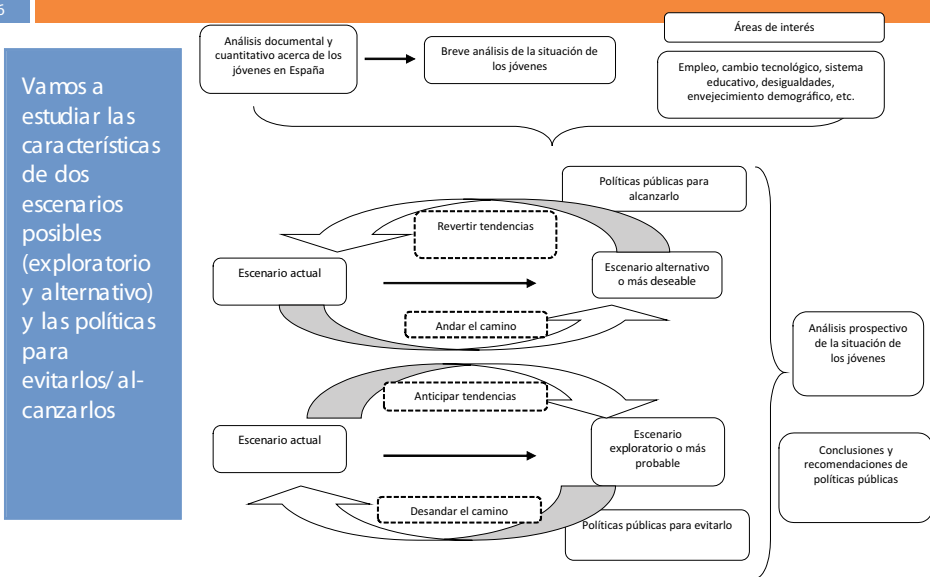 6
Vamos a
estudiar las
características
de dos
escenarios
posibles
(exploratorio
y alternativo)
y las políticas
para
evitarlos/al-
canzarlos
Análisis documental y
cuantitativo acerca de los
jóvenes en España
Breve análisis de la situación de
los jóvenes
Áreas de interés
Empleo, cambio tecnológico, sistema
educativo, desigualdades,
envejecimiento demográfico, etc.
Políticas públicas para
alcanzarlo
Revertir tendencias
Escenario actual
Escenario alternativo
o más deseable
Andar el camino
Anticipar tendencias
Escenario actual
Escenario
exploratorio o más
probable
Desandar el camino
Políticas públicas para evitarlo
Análisis prospectivo
de la situación de
los jóvenes
Conclusiones y
recomendaciones de
políticas públicas